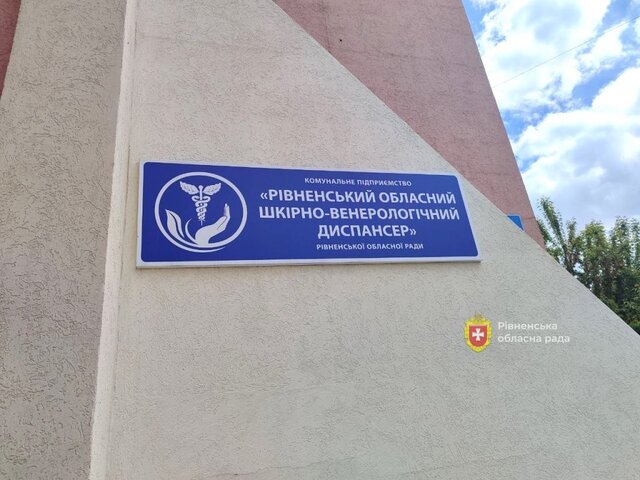 КОМУНАЛЬНЕ ПІДПРИЄМСТВО
«РІВНЕНСЬКИЙ ОБЛАСНИЙ
ШКІРНО-ВЕНЕРОЛОГІЧНИЙ
ДИСПАНСЕР»
РІВНЕНСЬКОЇ ОБЛАСНОЇ РАДИ
Рівненська
обласна рада